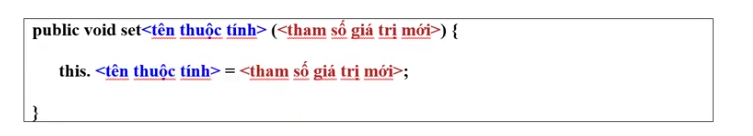 public void set<tên thuộc tính> (<tham số giá trị mới>) {
this. <tên thuộc tính> = <tham số giá trị mới>;
}